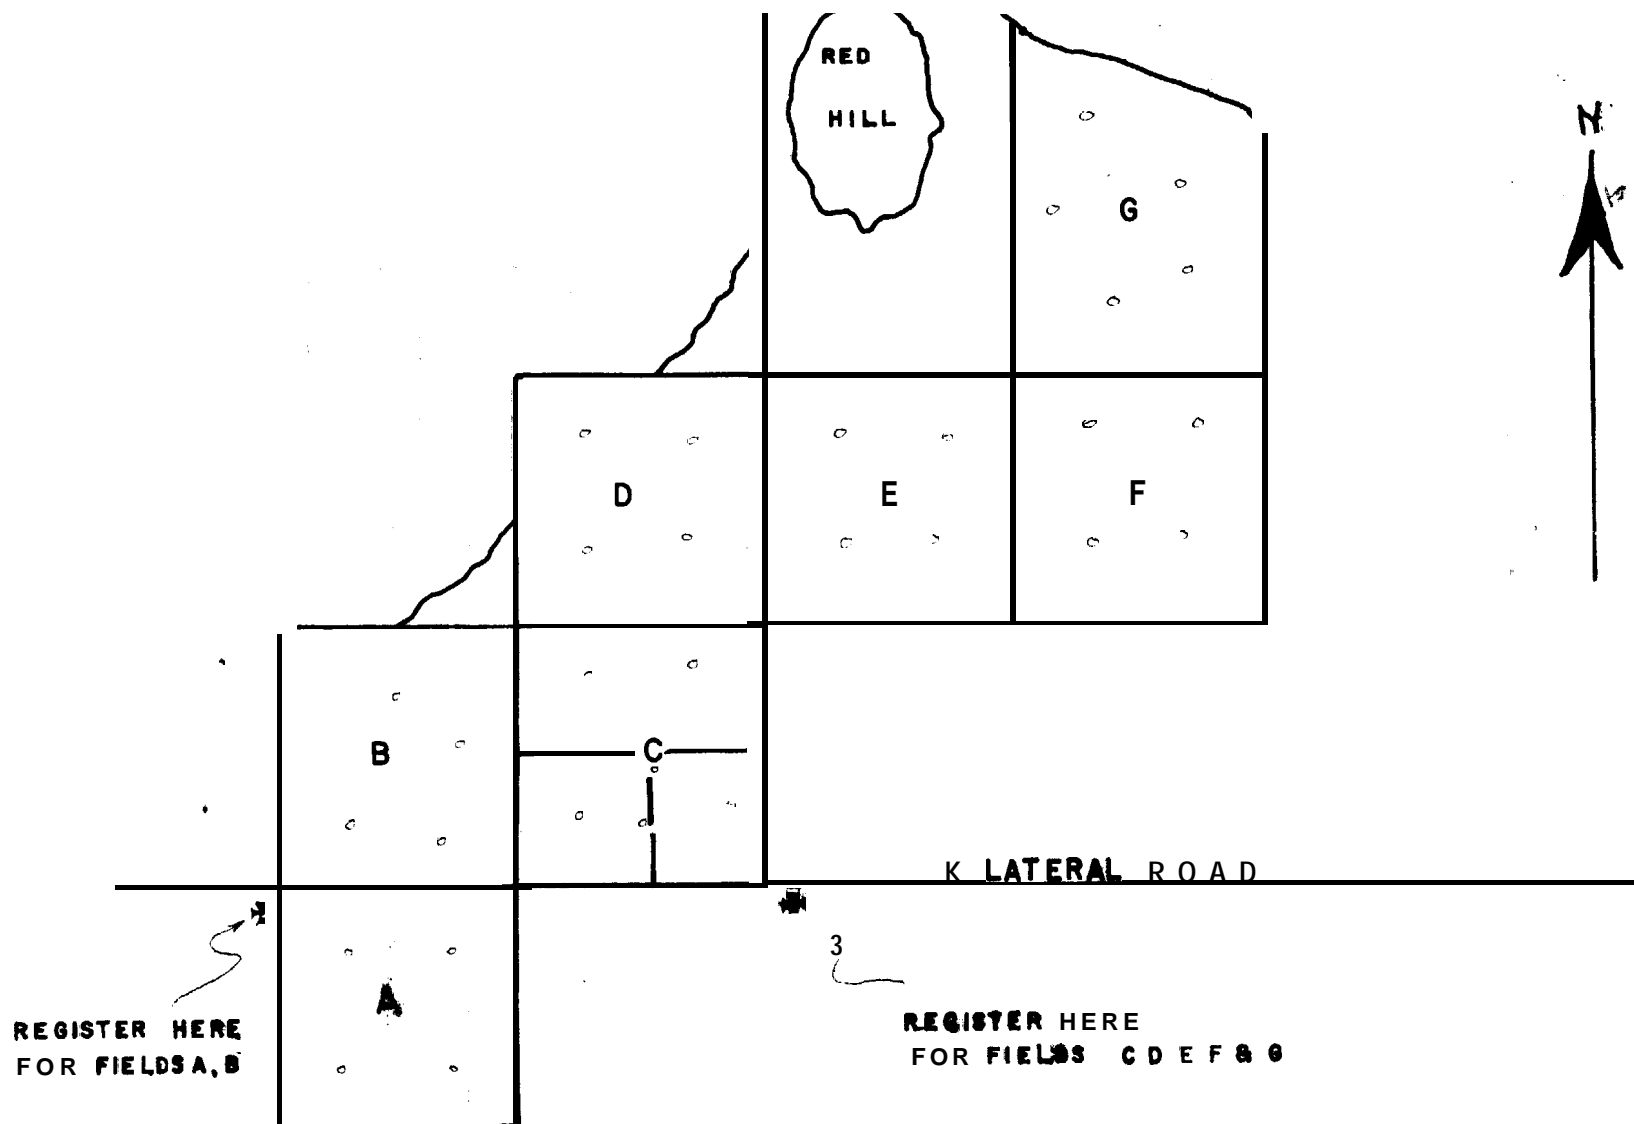 RED
HILL
N
G
D
E
F
B
C
K LATERAL ROAD
A
3
REGISTER HERE
FOR FIELDS A, B
REGISTER HERE
FOR FIELDS C D E F & G